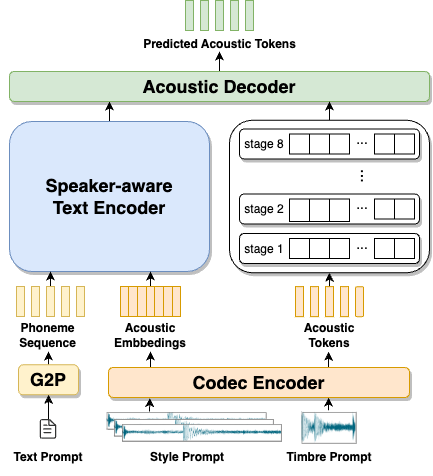 Predicted Acoustic Tokens
Acoustic Decoder
Speaker-aware
Text Encoder
stage 8
...
⋮
stage 2
...
stage 1
...
Phoneme
Sequence
Acoustic
Embbedings
Acoustic
Tokens
G2P
Codec Encoder
Text Prompt
Style Prompt
Timbre Prompt